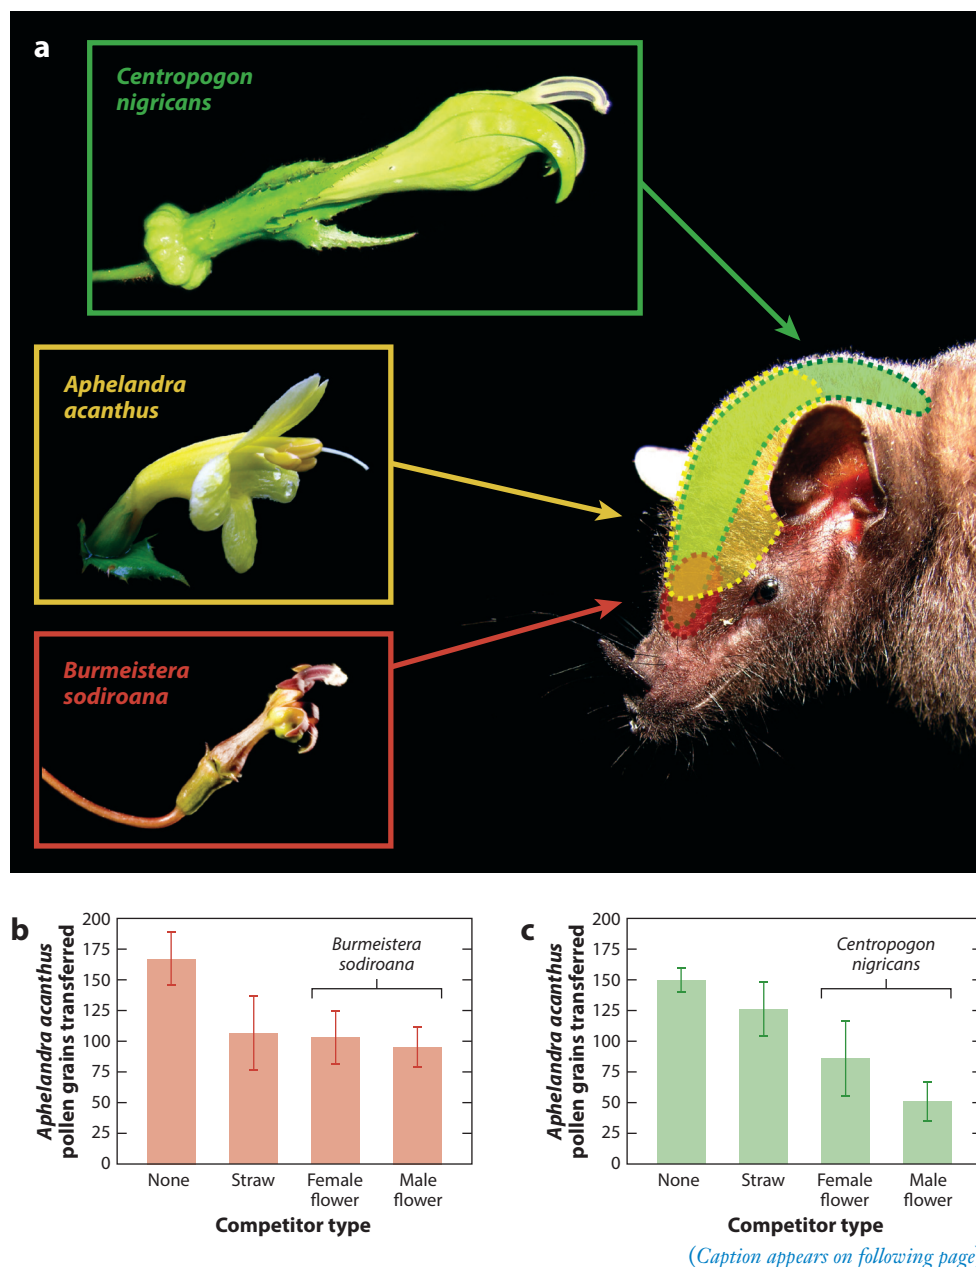 a
Centropogon
nigricans
Aphelandra
acanthus
Burmeistera
sodiroana
b
Aphelandra acanthus
pollen grains transferred
200
175
150
125
100
75
50
25
0
Burmeistera
sodiroana
None
Straw
Female
flower
Male
flower
Competitor type
c
Aphelandra acanthus
pollen grains transferred
200
175
150
125
100
75
50
25
0
Centropogon
nigricans
None
Straw
Female
flower
Male
flower
Competitor type
(Caption appears on following page)